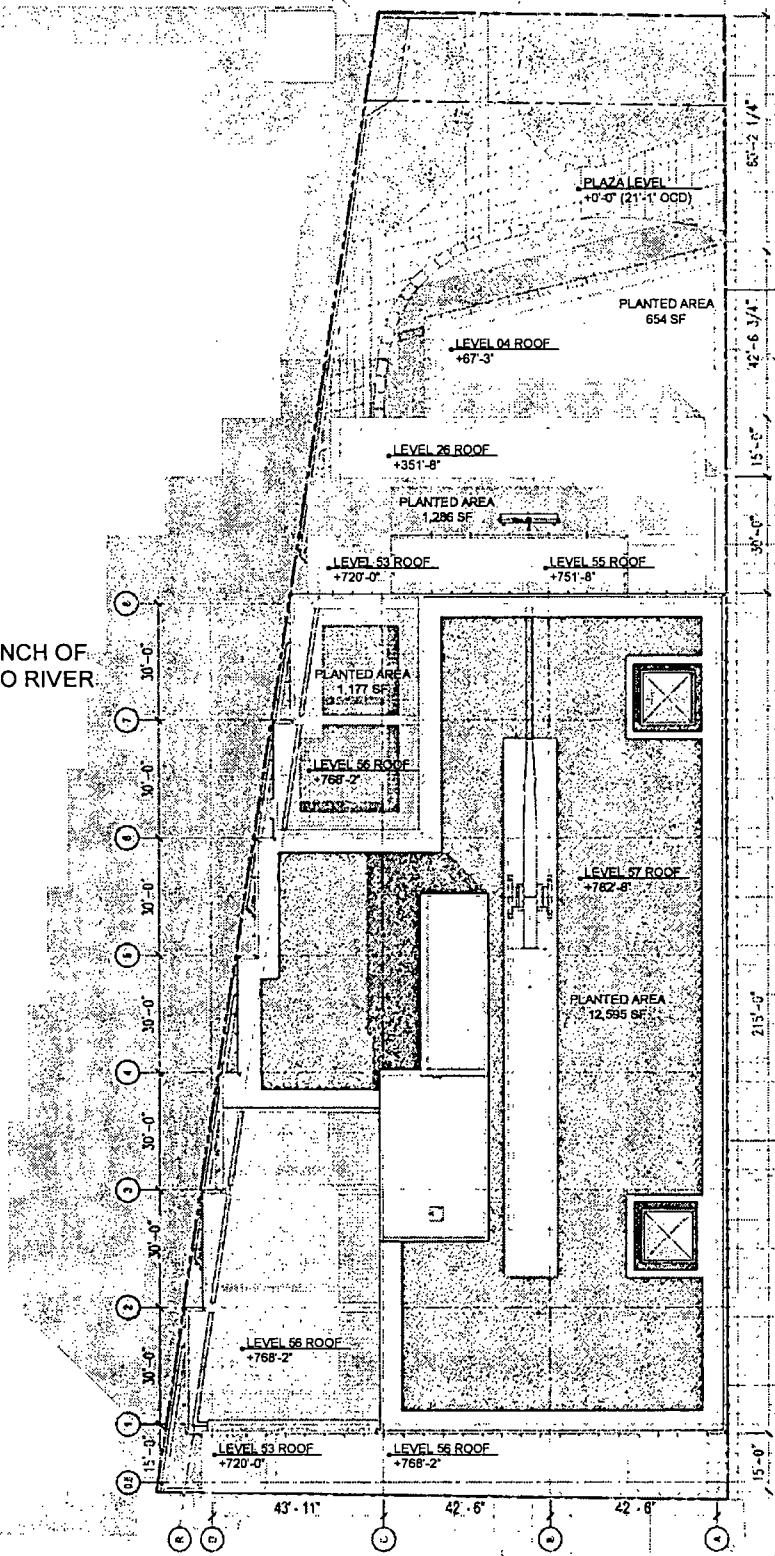 PLAZA LEVEL
+0'-0" (21'-1" OCD)
PLANTED AREA
654 SF
LEVEL 04 ROOF
+67'-3"
LEVEL 26 ROOF
+351'-8"
PLANTED AREA
1,286 SF
LEVEL 53 ROOF
+720'-0"
LEVEL 55 ROOF
+751'-8"
NCH OF
O RIVER
PLANTED AREA
1,177 SF
LEVEL 56 ROOF
+768'-2"
LEVEL 57 ROOF
+782'-8"
PLANTED AREA
12,595 SF
LEVEL 56 ROOF
+768'-2"
LEVEL 53 ROOF
+720'-0"
LEVEL 56 ROOF
+768'-2"
42'-6 3/4"
15'-0"
30'-0"
215'-0"
15'-0"
8
30'-0"
7
30'-0"
6
30'-0"
5
30'-0"
4
30'-0"
3
30'-0"
2
30'-0"
1
15'-0"
43'-11"
42'-6"
42'-6"
D
C
B
A